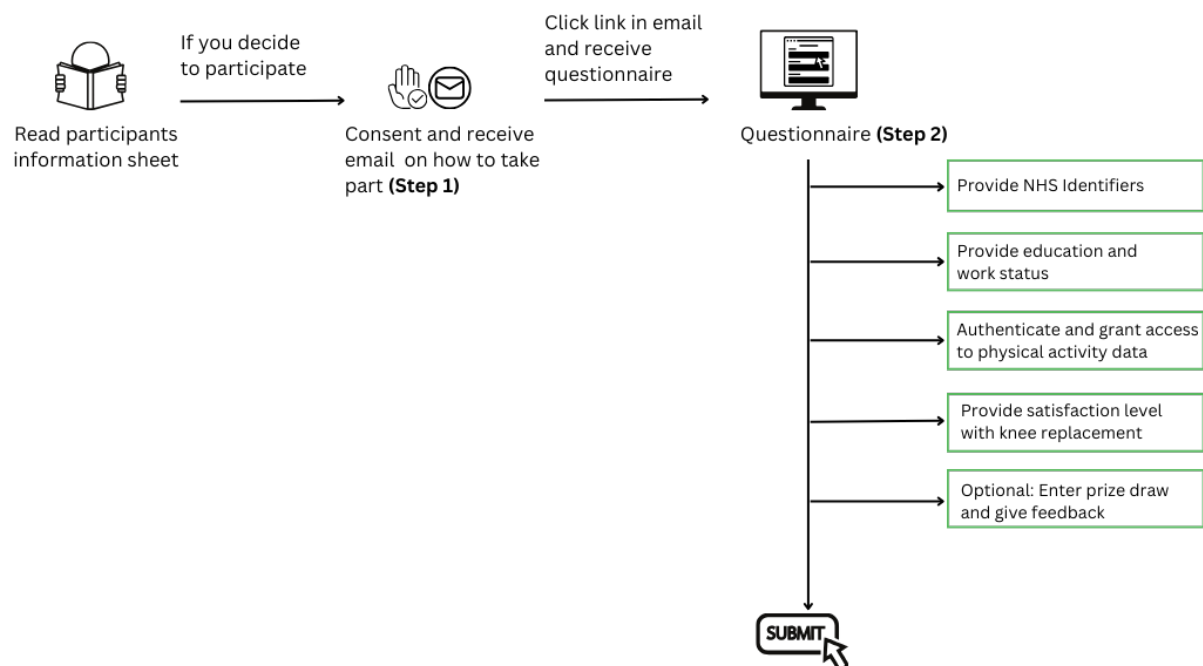 If you decide
to participate
Click link in email
and receive
questionnaire
Read participants
information sheet
Consent and receive
email on how to take
part (Step 1)
Questionnaire (Step 2)
Provide NHS Identifiers
Provide education and
work status
Authenticate and grant access
to physical activity data
Provide satisfaction level
with knee replacement
Optional: Enter prize draw
and give feedback
SUBMIT